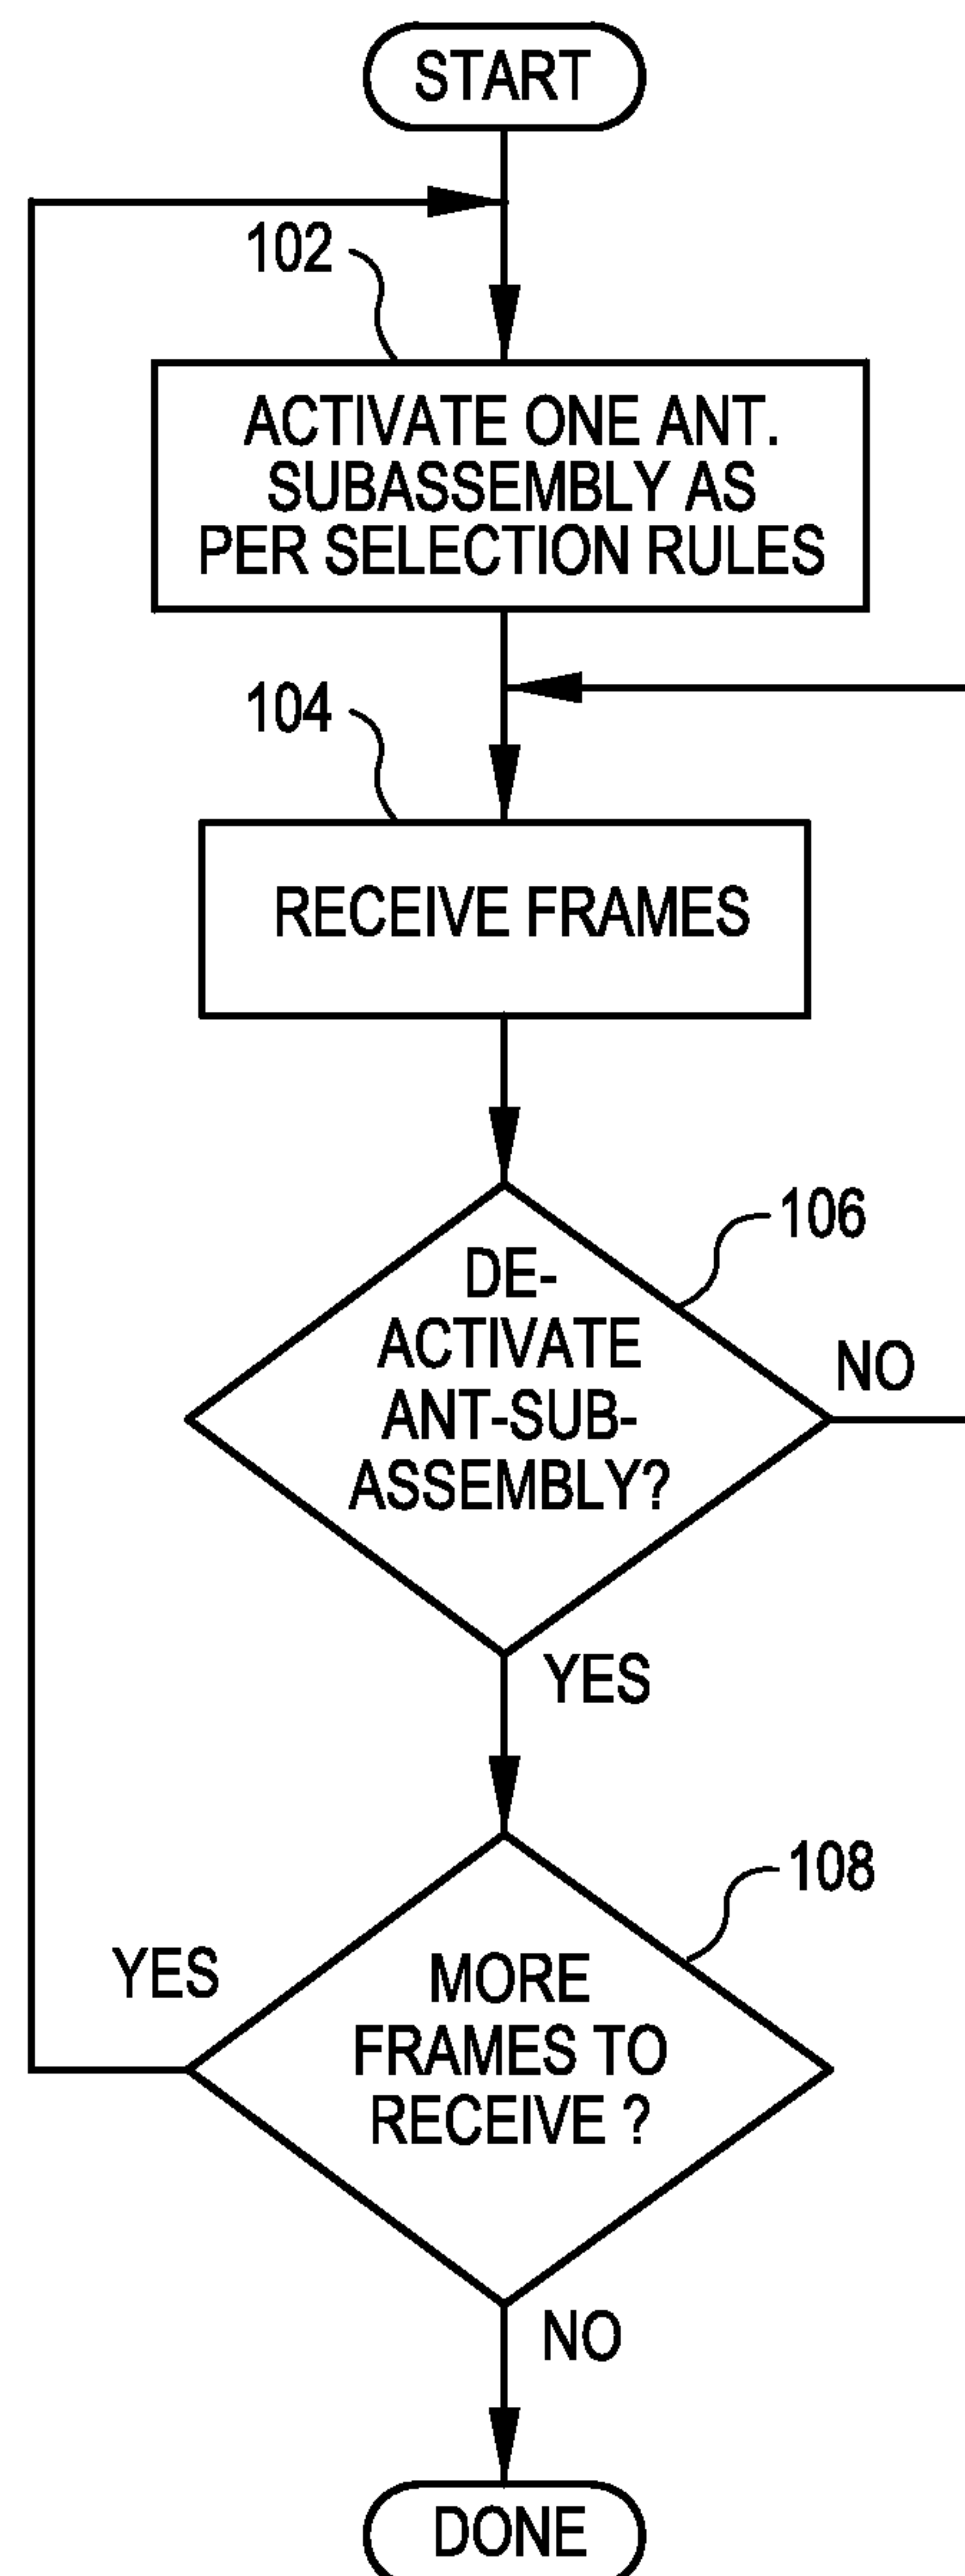 START
102
ACTIVATE ONE ANT.
SUBASSEMBLY AS
PER SELECTION RULES
104
RECEIVE FRAMES
106
DE-
ACTIVATE
ANT-SUB-
ASSEMBLY?
NO
YES
108
YES
MORE
FRAMES TO
RECEIVE ?
NO
DONE